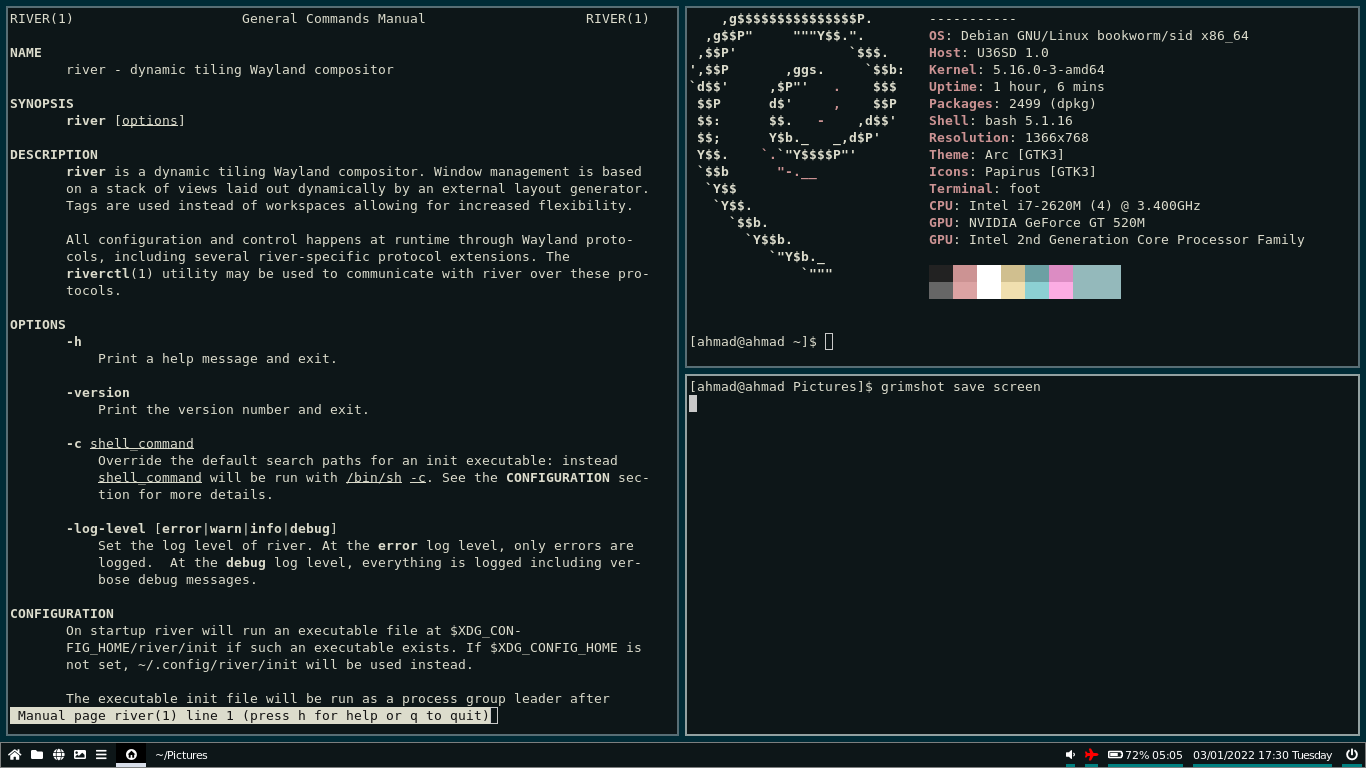 RIVER(1) General Commands Manual RIVER(1)
NAME
river - dynamic tiling Wayland compositor
SYNOPSIS
river [options]
DESCRIPTION
river is a dynamic tiling Wayland compositor. Window management is based
on a stack of views laid out dynamically by an external layout generator.
Tags are used instead of workspaces allowing for increased flexibility.
All configuration and control happens at runtime through Wayland proto-
cols, including several river-specific protocol extensions. The
riverctl(1) utility may be used to communicate with river over these pro-
tocols.
OPTIONS
-h
Print a help message and exit.
-version
Print the version number and exit.
-c shell_command
Override the default search paths for an init executable: instead
shell_command will be run with /bin/sh -c. See the CONFIGURATION sec-
tion for more details.
-log-level [error|warn|info|debug]
Set the log level of river. At the error log level, only errors are
logged.  At the debug log level, everything is logged including ver-
bose debug messages.
CONFIGURATION
On startup river will run an executable file at $XDG_CON-
FIG_HOME/river/init if such an executable exists. If $XDG_CONFIG_HOME is
not set, ~/.config/river/init will be used instead.
The executable init file will be run as a process group leader after
Manual page river(1) line 1 (press h for help or q to quit)
,g$$$$$$$$$$$$$$$P.       -----------
,g$$P"     """Y$$.".        OS: Debian GNU/Linux bookworm/sid x86_64
,$$P'              `$$$.     Host: U36SD 1.0
',$$P       ,ggs.     `$$b:   Kernel: 5.16.0-3-amd64
`d$$'     ,$P"'   .    $$$    Uptime: 1 hour, 6 mins
$$P      d$'     ,    $$P    Packages: 2499 (dpkg)
$$:      $$.   -    ,d$$'    Shell: bash 5.1.16
$$;      Y$b._   _,d$P'      Resolution: 1366x768
Y$$.    `.`"Y$$$$P"'         Theme: Arc [GTK3]
`$$b      "-.__              Icons: Papirus [GTK3]
`Y$$                        Terminal: foot
`Y$$.                      CPU: Intel i7-2620M (4) @ 3.400GHz
`$$b.                    GPU: NVIDIA GeForce GT 520M
`Y$$b.                 GPU: Intel 2nd Generation Core Processor Family
`"Y$b._
`"""
[ahmad@ahmad ~]$
[ahmad@ahmad Pictures]$ grimshot save screen
~/Pictures 72% 05:05 03/01/2022 17:30 Tuesday